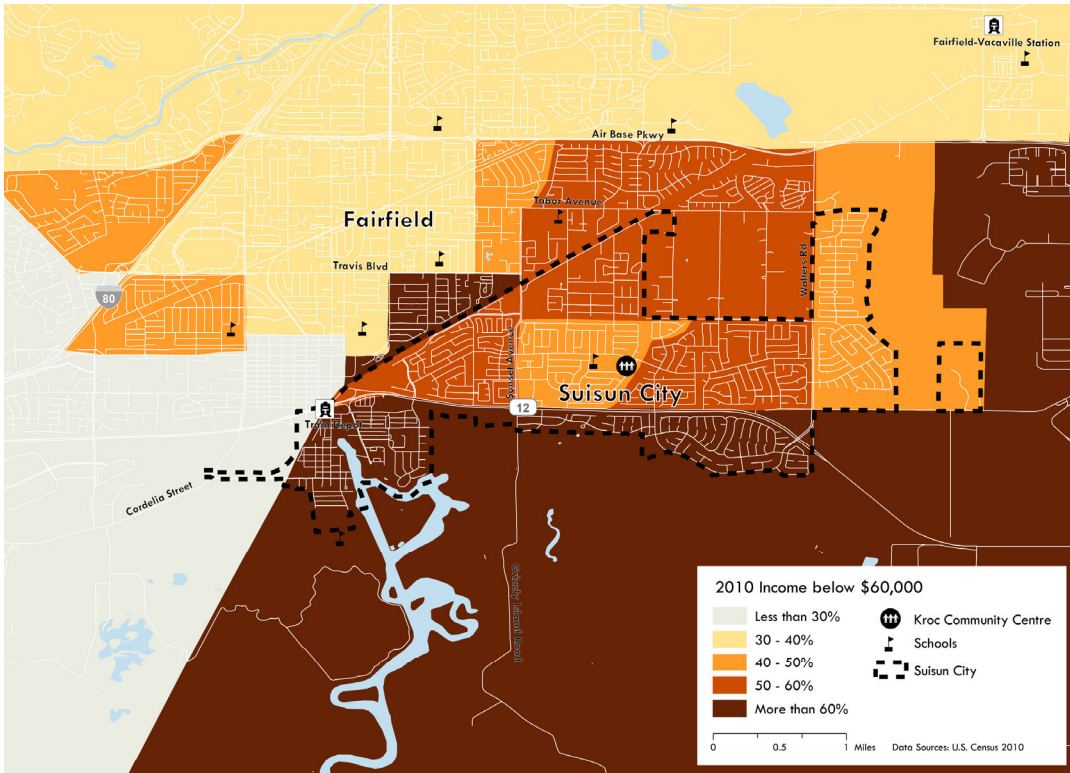 Fairfield-Vacaville Station
Air Base Pkwy
Tabor Avenue
Fairfield
Travis Blvd
Walters Rd
80
Sunset Avenue
Suisun City
12
Train Depot
Cordelia Street
Grizzly Island Road
2010 Income below $60,000
Less than 30%
30 - 40%
40 - 50%
50 - 60%
More than 60%
Kroc Community Centre
Schools
Suisun City
0 0.5 1 Miles
Data Sources: U.S. Census 2010